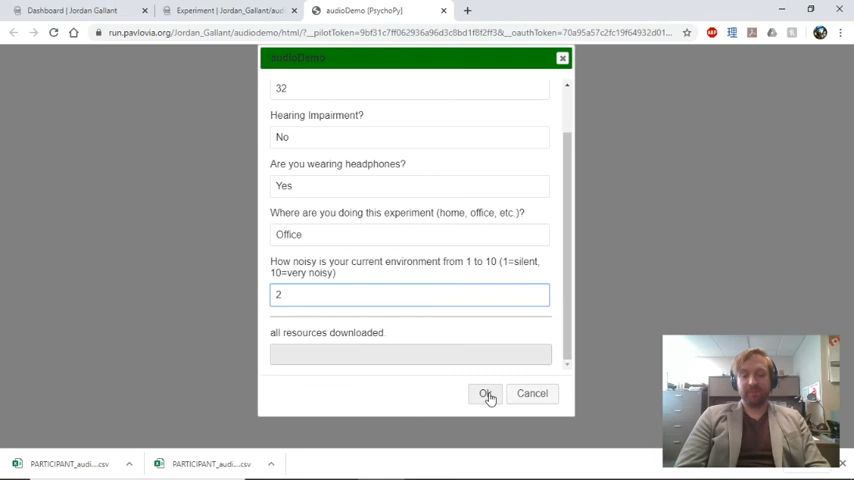 Dashboard | Jordan Gallant
Experiment | Jordan_Gallant/audi
audioDemo [PsychoPy]
run.pavlovia.org/Jordan_Gallant/audiodemo/html/?__pilotToken=9bf31c7ff062936a96d3c8bd1f8f2ff3&__oauthToken=70a95a57c2fc19f64932d01...
audioDemo
32
Hearing Impairment?
No
Are you wearing headphones?
Yes
Where are you doing this experiment (home, office, etc.)?
Office
How noisy is your current environment from 1 to 10 (1=silent,
10=very noisy)
2
all resources downloaded.
Ok
Cancel
PARTICIPANT_audi....csv
PARTICIPANT_audi....csv